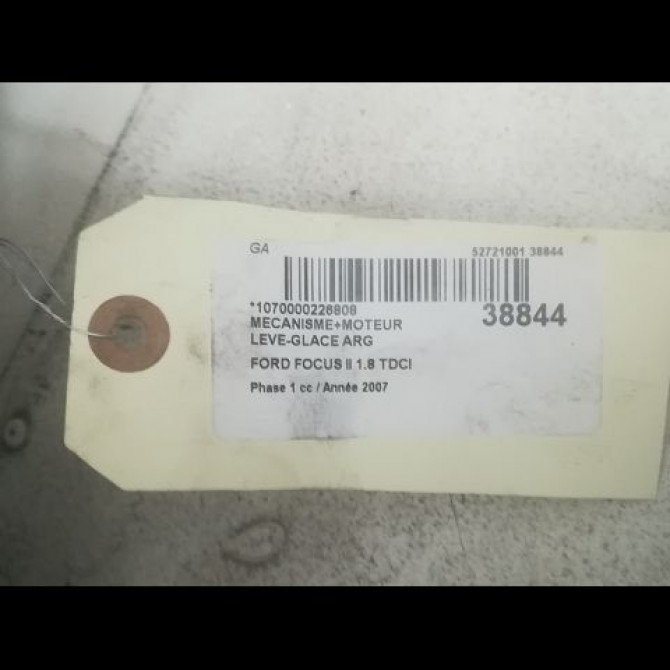 GA 52721001 38844
*1070000226808 38844
MECANISME+MOTEUR
LEVE-GLACE ARG
FORD FOCUS II 1.8 TDCI
Phase 1 cc / Année 2007